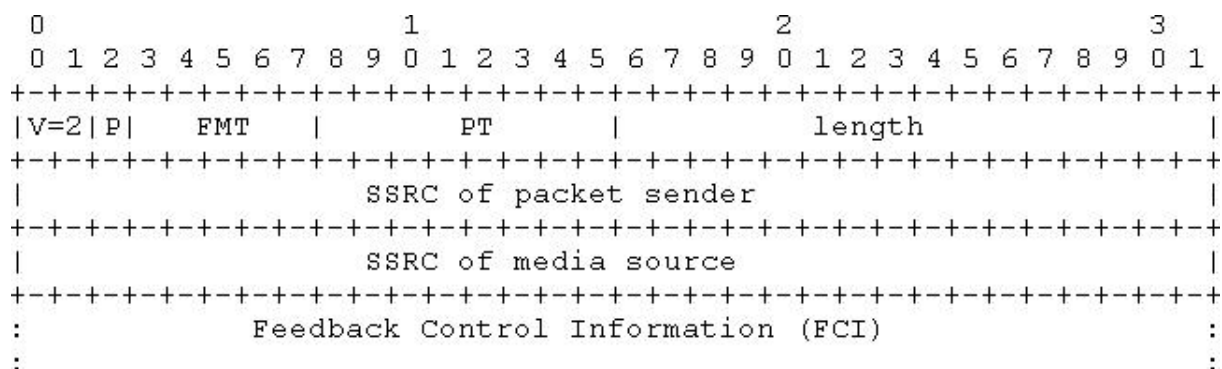 0                   1                   2                   3
 0 1 2 3 4 5 6 7 8 9 0 1 2 3 4 5 6 7 8 9 0 1 2 3 4 5 6 7 8 9 0 1
+-+-+-+-+-+-+-+-+-+-+-+-+-+-+-+-+-+-+-+-+-+-+-+-+-+-+-+-+-+-+-+-+
|V=2|P|   FMT   |       PT      |          length               |
+-+-+-+-+-+-+-+-+-+-+-+-+-+-+-+-+-+-+-+-+-+-+-+-+-+-+-+-+-+-+-+-+
|                  SSRC of packet sender                        |
+-+-+-+-+-+-+-+-+-+-+-+-+-+-+-+-+-+-+-+-+-+-+-+-+-+-+-+-+-+-+-+-+
|                  SSRC of media source                         |
+-+-+-+-+-+-+-+-+-+-+-+-+-+-+-+-+-+-+-+-+-+-+-+-+-+-+-+-+-+-+-+-+
:            Feedback Control Information (FCI)                 :
:                                                               :